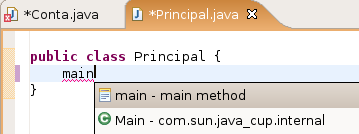 *Conta.java *Principal.java
public class Principal {
main
}
main - main method
Main - com.sun.java_cup.internal